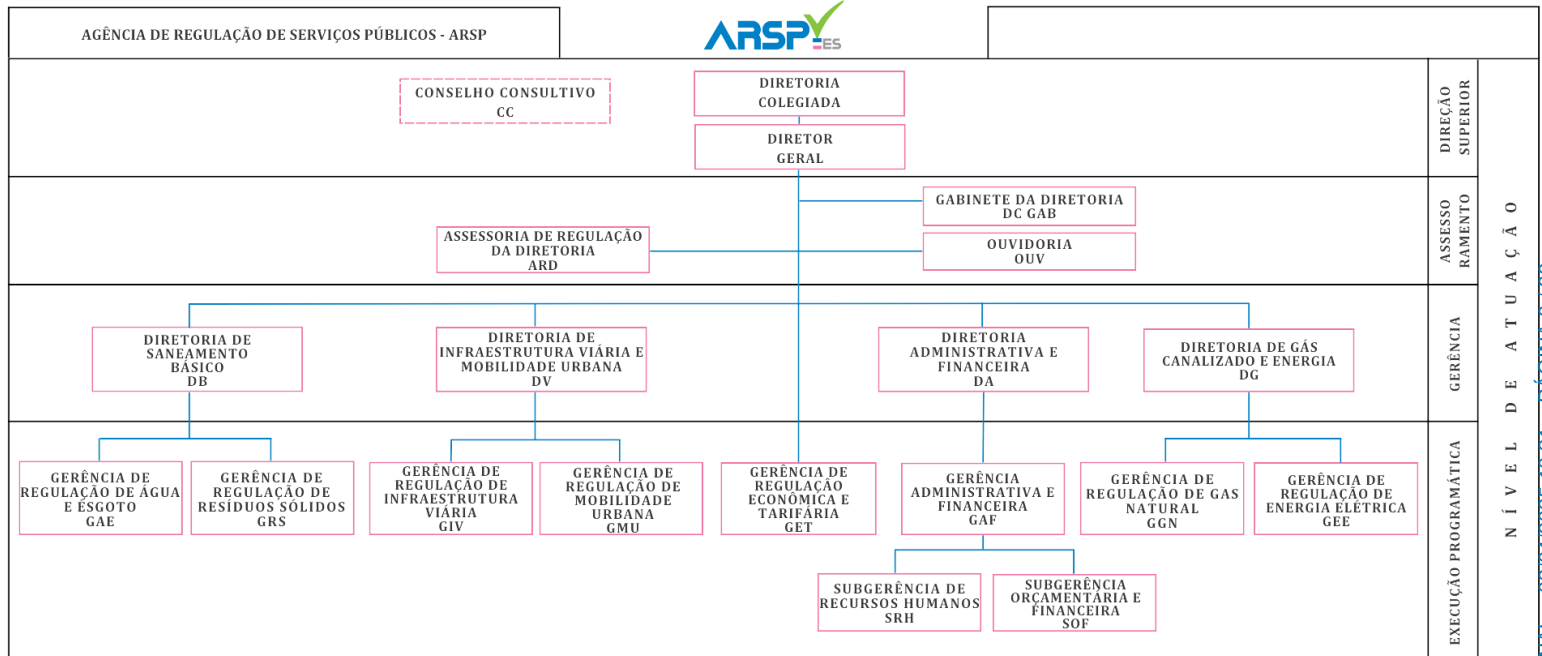 AGÊNCIA DE REGULAÇÃO DE SERVIÇOS PÚBLICOS - ARSP
ARSP
ES
CONSELHO CONSULTIVO
CC
DIRETORIA
COLEGIADA
DIRETOR
GERAL
DIREÇÃO
SUPERIOR
GABINETE DA DIRETORIA
DC GAB
ASSESSORIA DE REGULAÇÃO
DA DIRETORIA
ARD
OUVIDORIA
OUV
ASSESSO
RAMENTO
DIRETORIA DE
SANEAMENTO
BÁSICO
DB
DIRETORIA DE
INFRAESTRUTURA VIÁRIA E
MOBILIDADE URBANA
DV
DIRETORIA
ADMINISTRATIVA E
FINANCEIRA
DA
DIRETORIA DE GÁS
CANALIZADO E ENERGIA
DG
GERÊNCIA
GERÊNCIA DE
REGULAÇÃO DE ÁGUA
E ESGOTO
GAE
GERÊNCIA DE
REGULAÇÃO DE
RESÍDUOS SÓLIDOS
GRS
GERÊNCIA DE
REGULAÇÃO DE
INFRAESTRUTURA
VIÁRIA
GIV
GERÊNCIA DE
REGULAÇÃO DE
MOBILIDADE
URBANA
GMU
GERÊNCIA DE
REGULAÇÃO
ECONÔMICA E
TARIFÁRIA
GET
GERÊNCIA
ADMINISTRATIVA E
FINANCEIRA
GAF
GERÊNCIA DE
REGULAÇÃO DE GAS
NATURAL
GGN
GERÊNCIA DE
REGULAÇÃO DE
ENERGIA ELÉTRICA
GEE
SUBGERÊNCIA DE
RECURSOS HUMANOS
SRH
SUBGERÊNCIA
ORÇAMENTÁRIA E
FINANCEIRA
SOF
EXECUÇÃO PROGRAMÁTICA
NÍVEL DE ATUAÇÃO